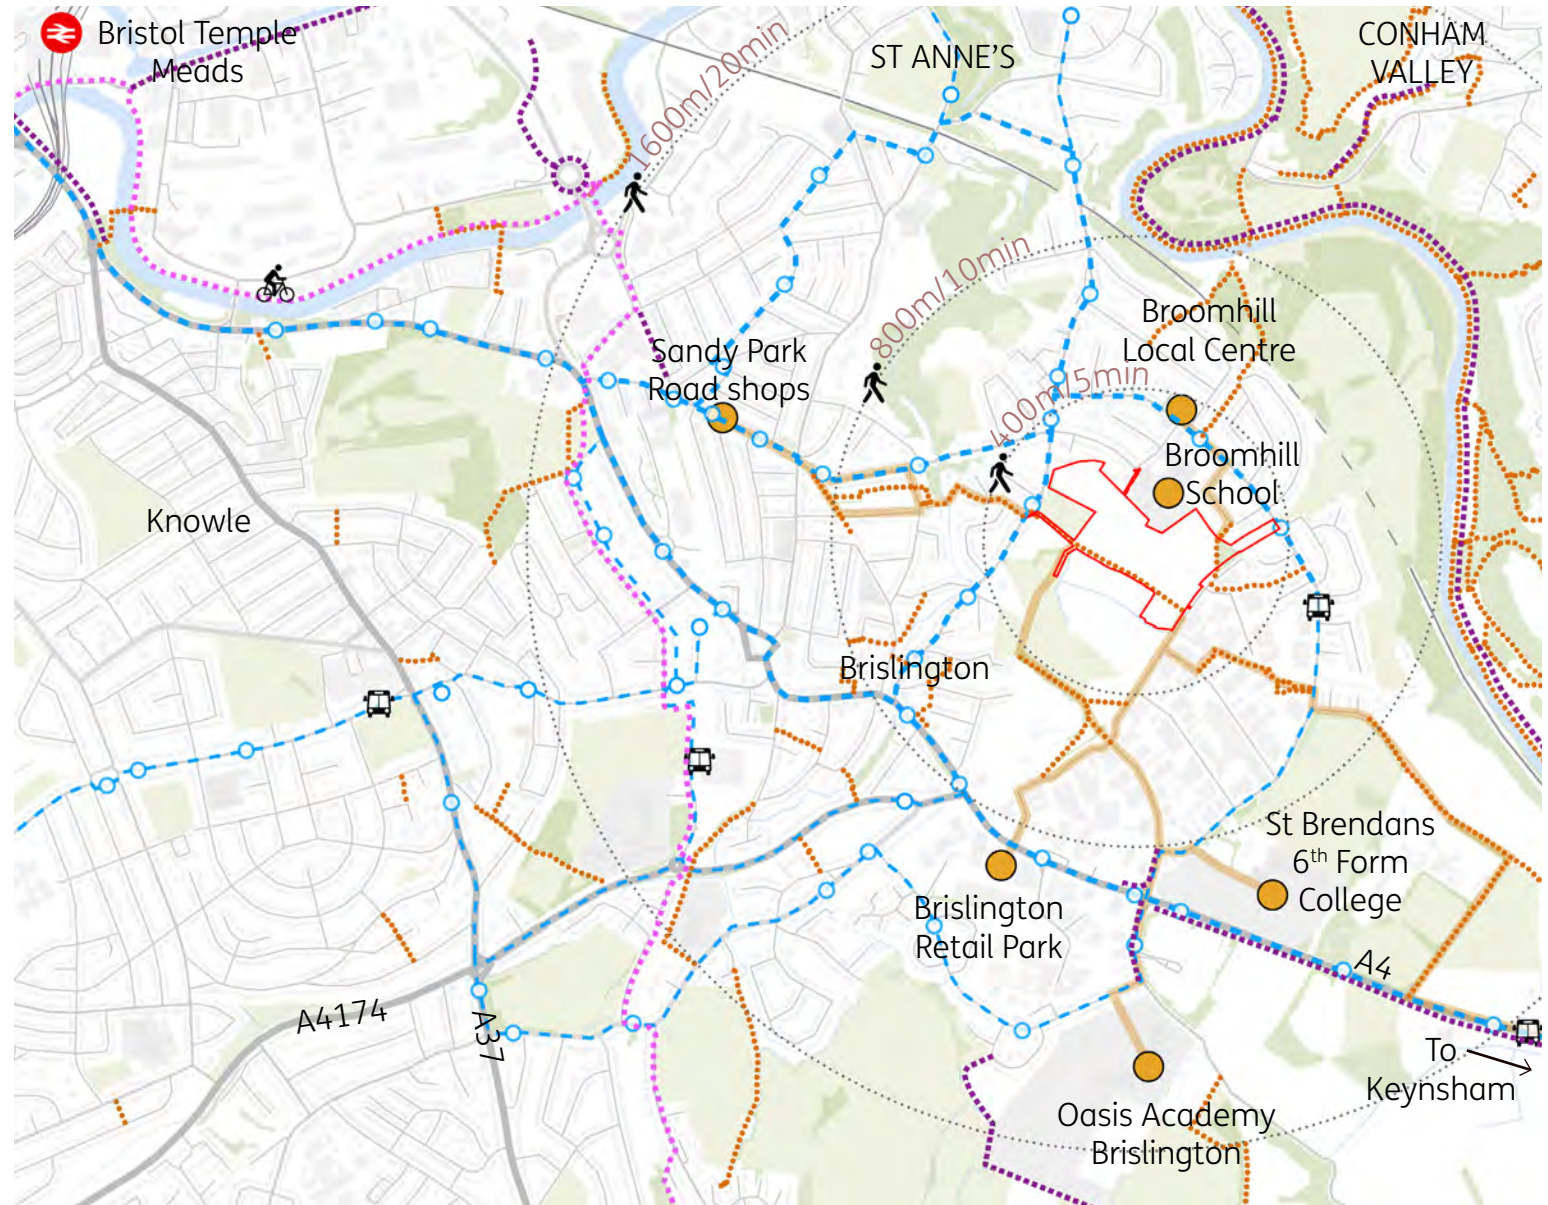 Bristol Temple
Meads
ST ANNE'S
CONHAM
VALLEY
1600m/20min
800m/10min
400m/5min
Broomhill
Local Centre
Sandy Park
Road shops
Broomhill
School
Knowle
Brislington
St Brendans
6th Form
College
Brislington
Retail Park
A4
A4174
A37
To
Keynsham
Oasis Academy
Brislington